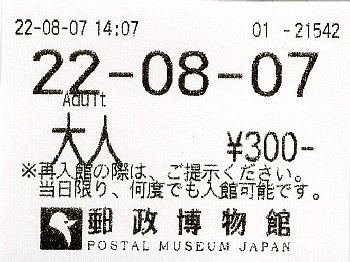 22-08-07 14:07 01 -21542
22-08-07
Adult
大人 ¥300-
※再入館の際は、ご提示ください。
当日限り、何度でも入館可能です。
郵政博物館
POSTAL MUSEUM JAPAN